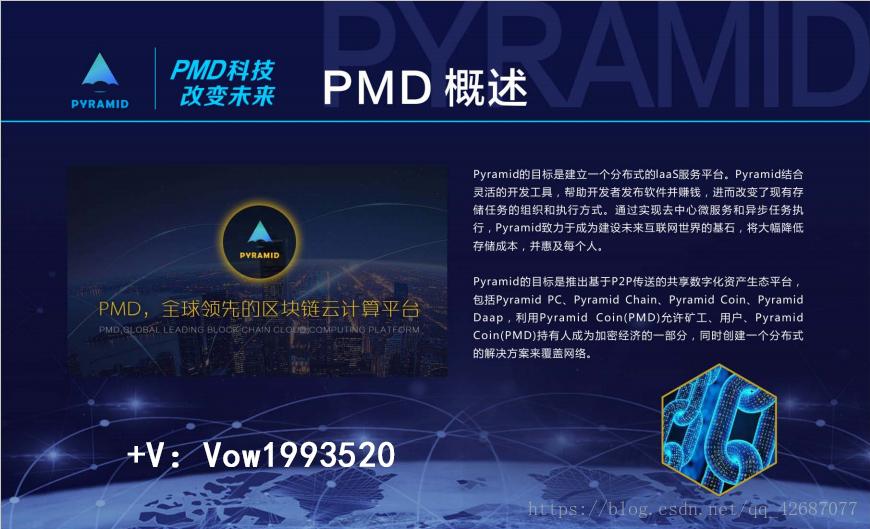 PYRAMID
PYRAMID
PMD科技
改变未来
PMD 概述
PYRAMID
PMD，全球领先的区块链云计算平台
PMD,GLOBAL LEADING BLOCK CHAIN CLOUD COMPUTING PLATFORM
Pyramid的目标是建立一个分布式的IaaS服务平台。Pyramid结合
灵活的开发工具，帮助开发者发布软件并赚钱，进而改变了现有存
储任务的组织和执行方式。通过实现去中心微服务和异步任务执
行，Pyramid致力于成为建设未来互联网世界的基石，将大幅降低
存储成本，并惠及每个人。
Pyramid的目标是推出基于P2P传送的共享数字化资产生态平台，
包括Pyramid PC、Pyramid Chain、Pyramid Coin、Pyramid
Daap，利用Pyramid Coin(PMD)允许矿工、用户、Pyramid
Coin(PMD)持有人成为加密经济的一部分，同时创建一个分布式
的解决方案来覆盖网络。
+V：Vow1993520
https://blog.csdn.net/qq_42687077